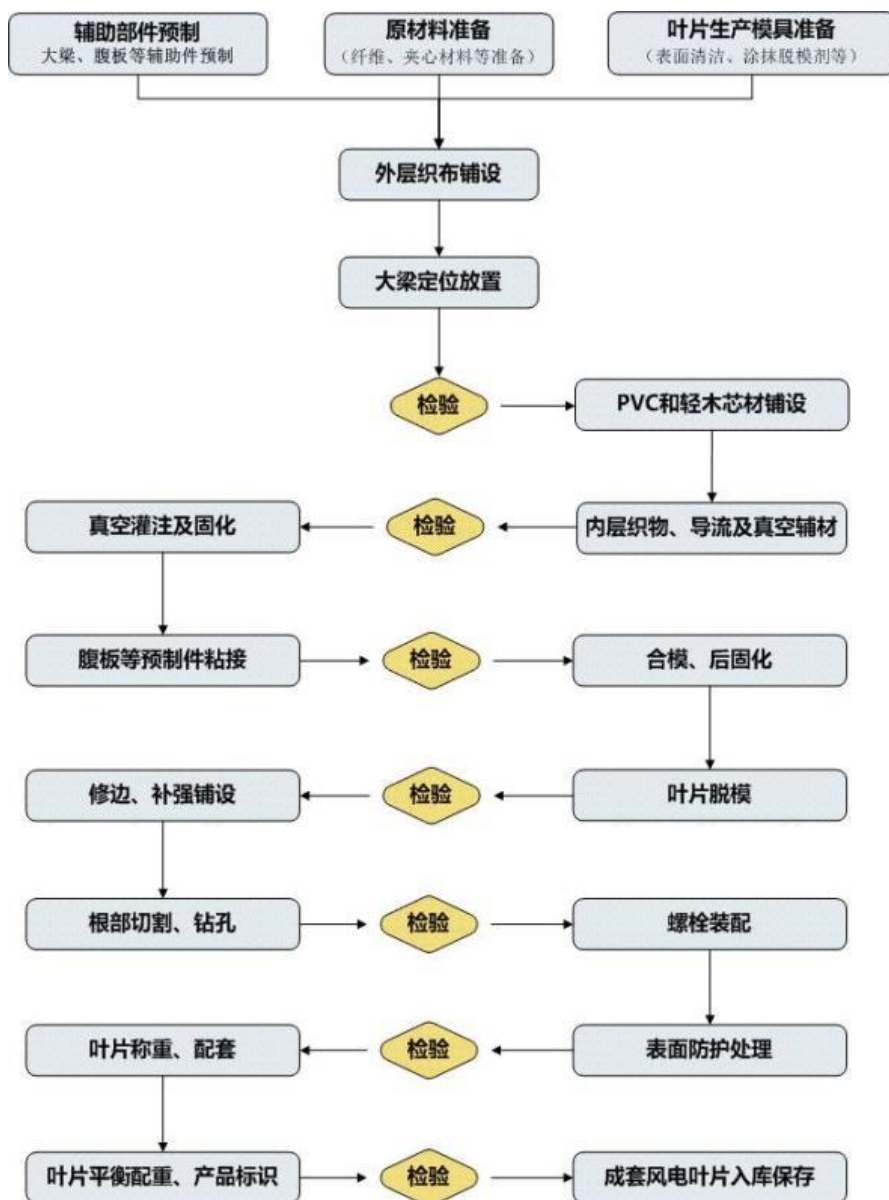 辅助部件预制
大梁、腹板等辅助件预制
原材料准备
（纤维、夹心材料等准备）
叶片生产模具准备
（表面清洁、涂抹脱模剂等）
外层织布铺设
大梁定位放置
检验
PVC和轻木芯材铺设
真空灌注及固化
检验
内层织物、导流及真空辅材
腹板等预制件粘接
检验
合模、后固化
修边、补强铺设
检验
叶片脱模
根部切割、钻孔
检验
螺栓装配
叶片称重、配套
检验
表面防护处理
叶片平衡配重、产品标识
检验
成套风电叶片入库保存